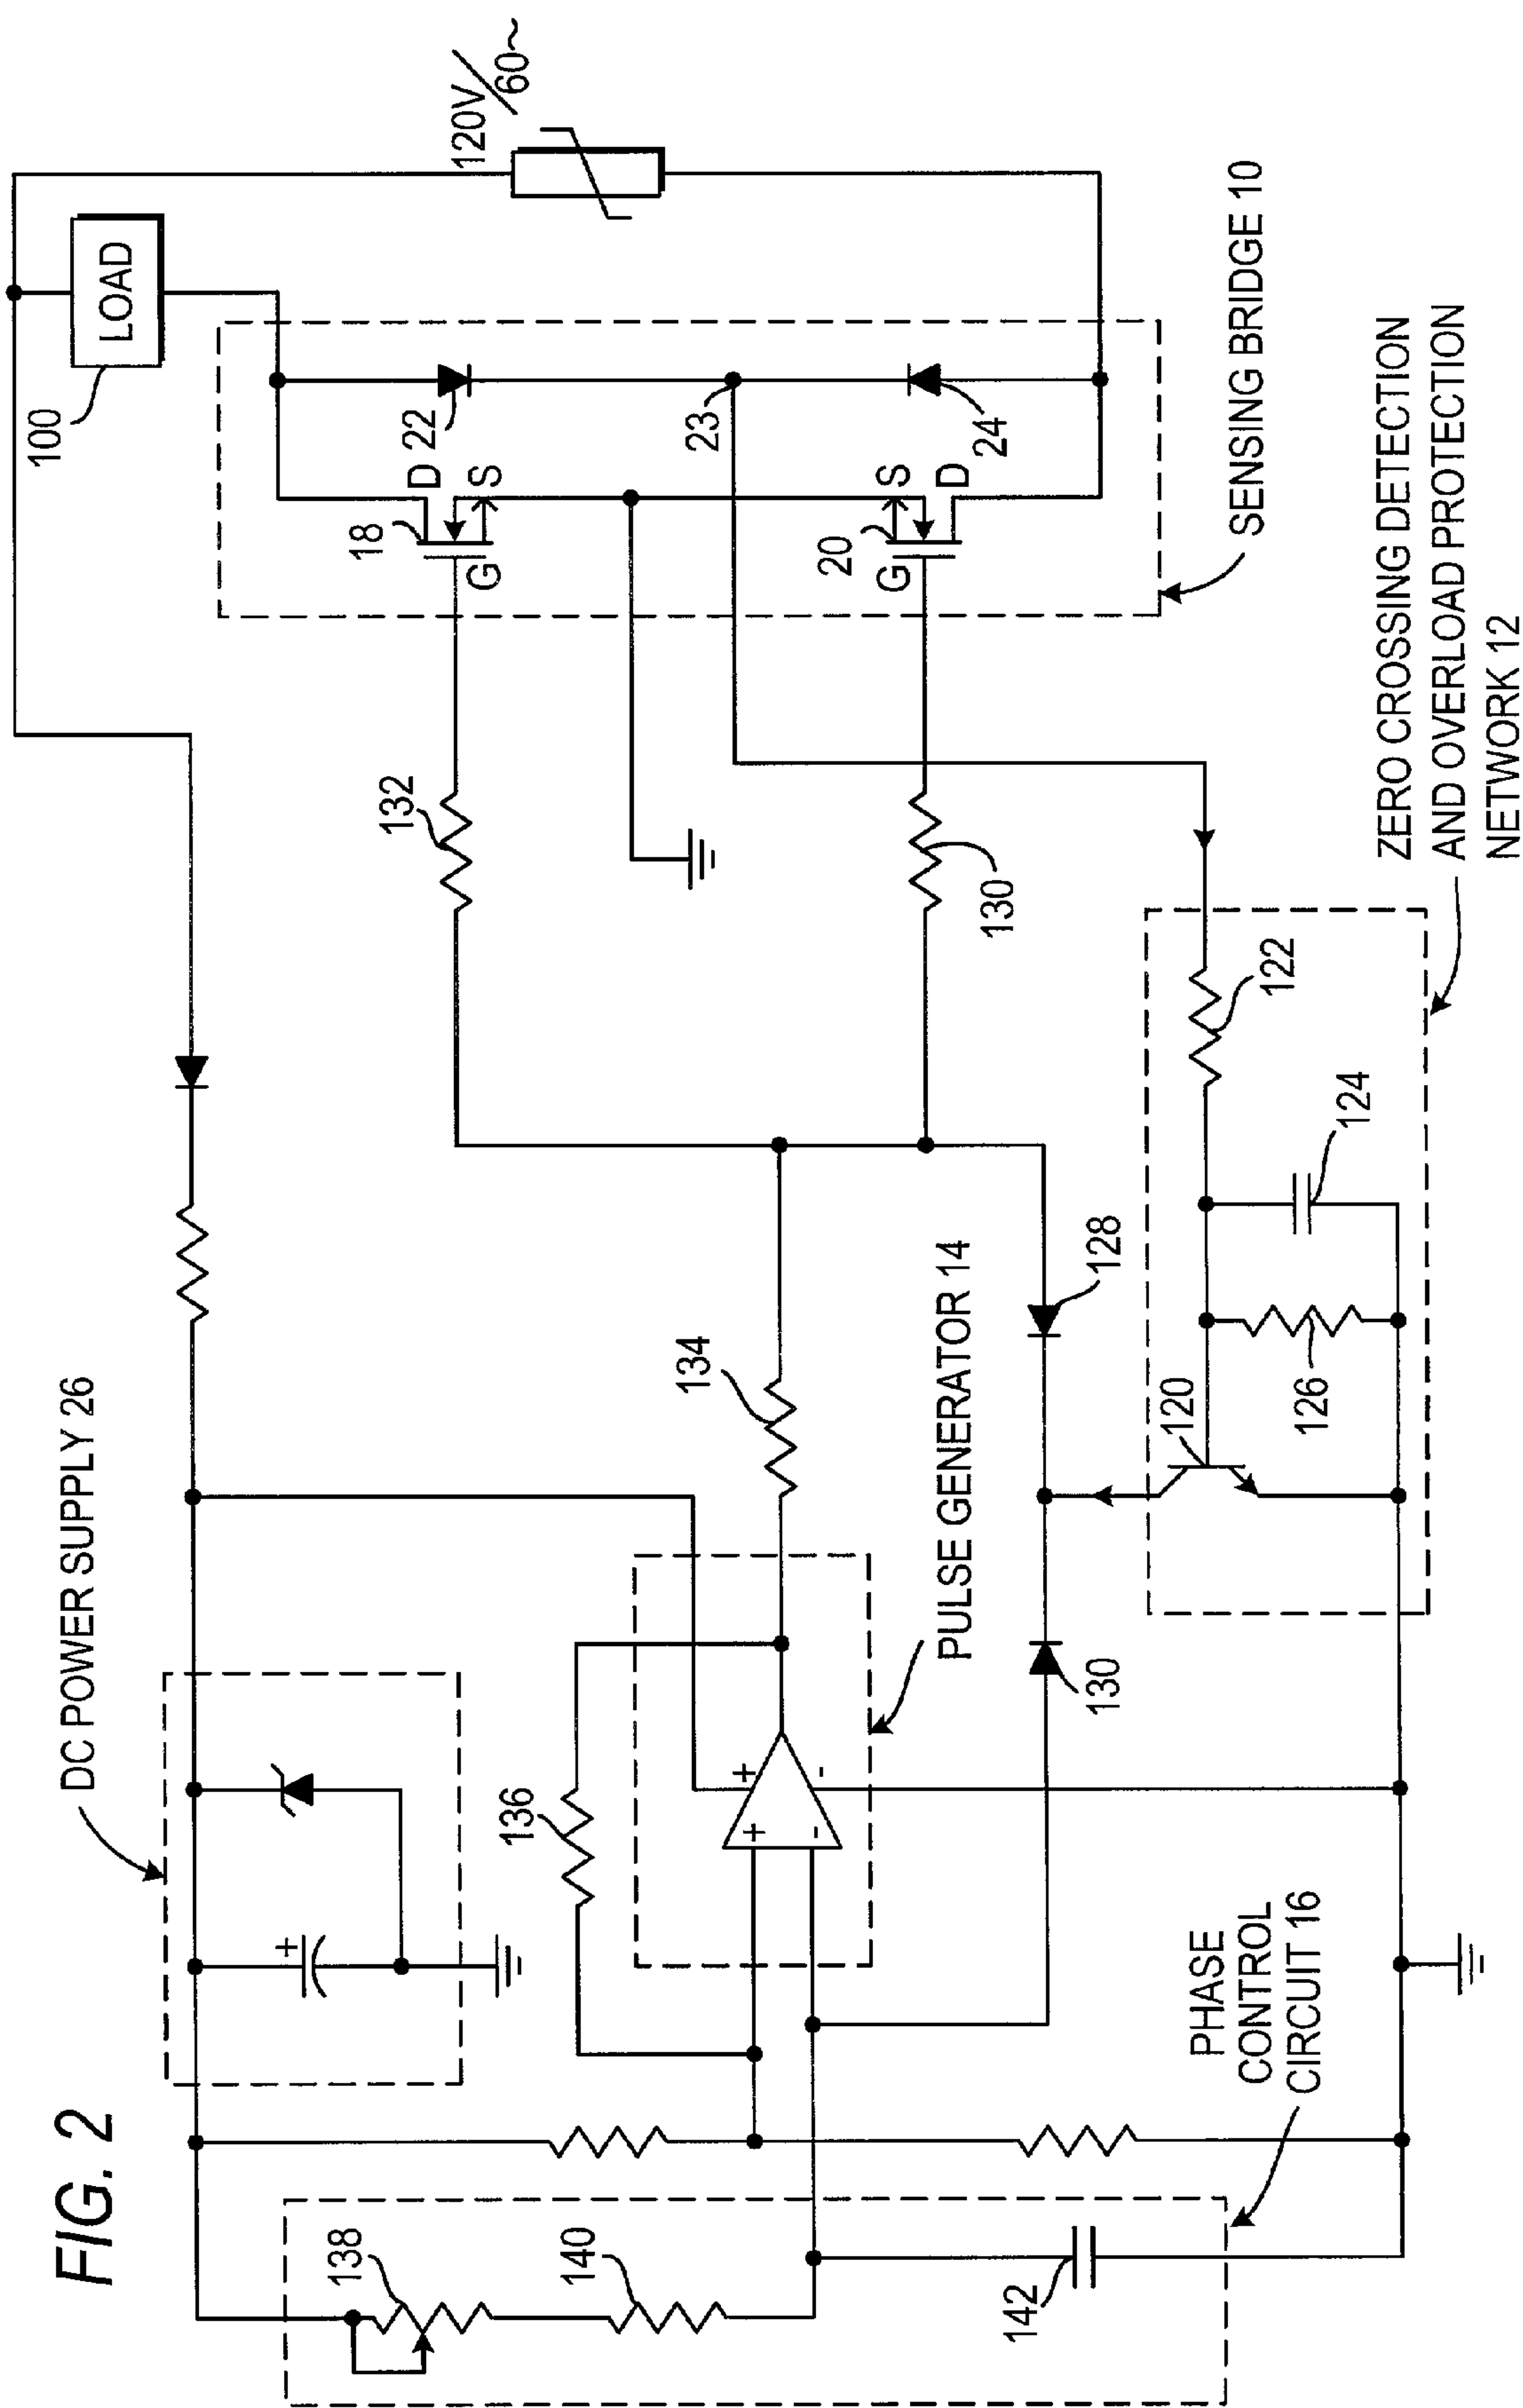 FIG. 2
DC POWER SUPPLY 26
+
138
140
142
PHASE
CONTROL
CIRCUIT 16
136
+
-
+
-
PULSE GENERATOR 14
134
130
128
120
126
124
122
ZERO CROSSING DETECTION
AND OVERLOAD PROTECTION
NETWORK 12
132
130
18
D
S
G
20
S
D
G
22
23
24
SENSING BRIDGE 10
100
LOAD
120V/60~